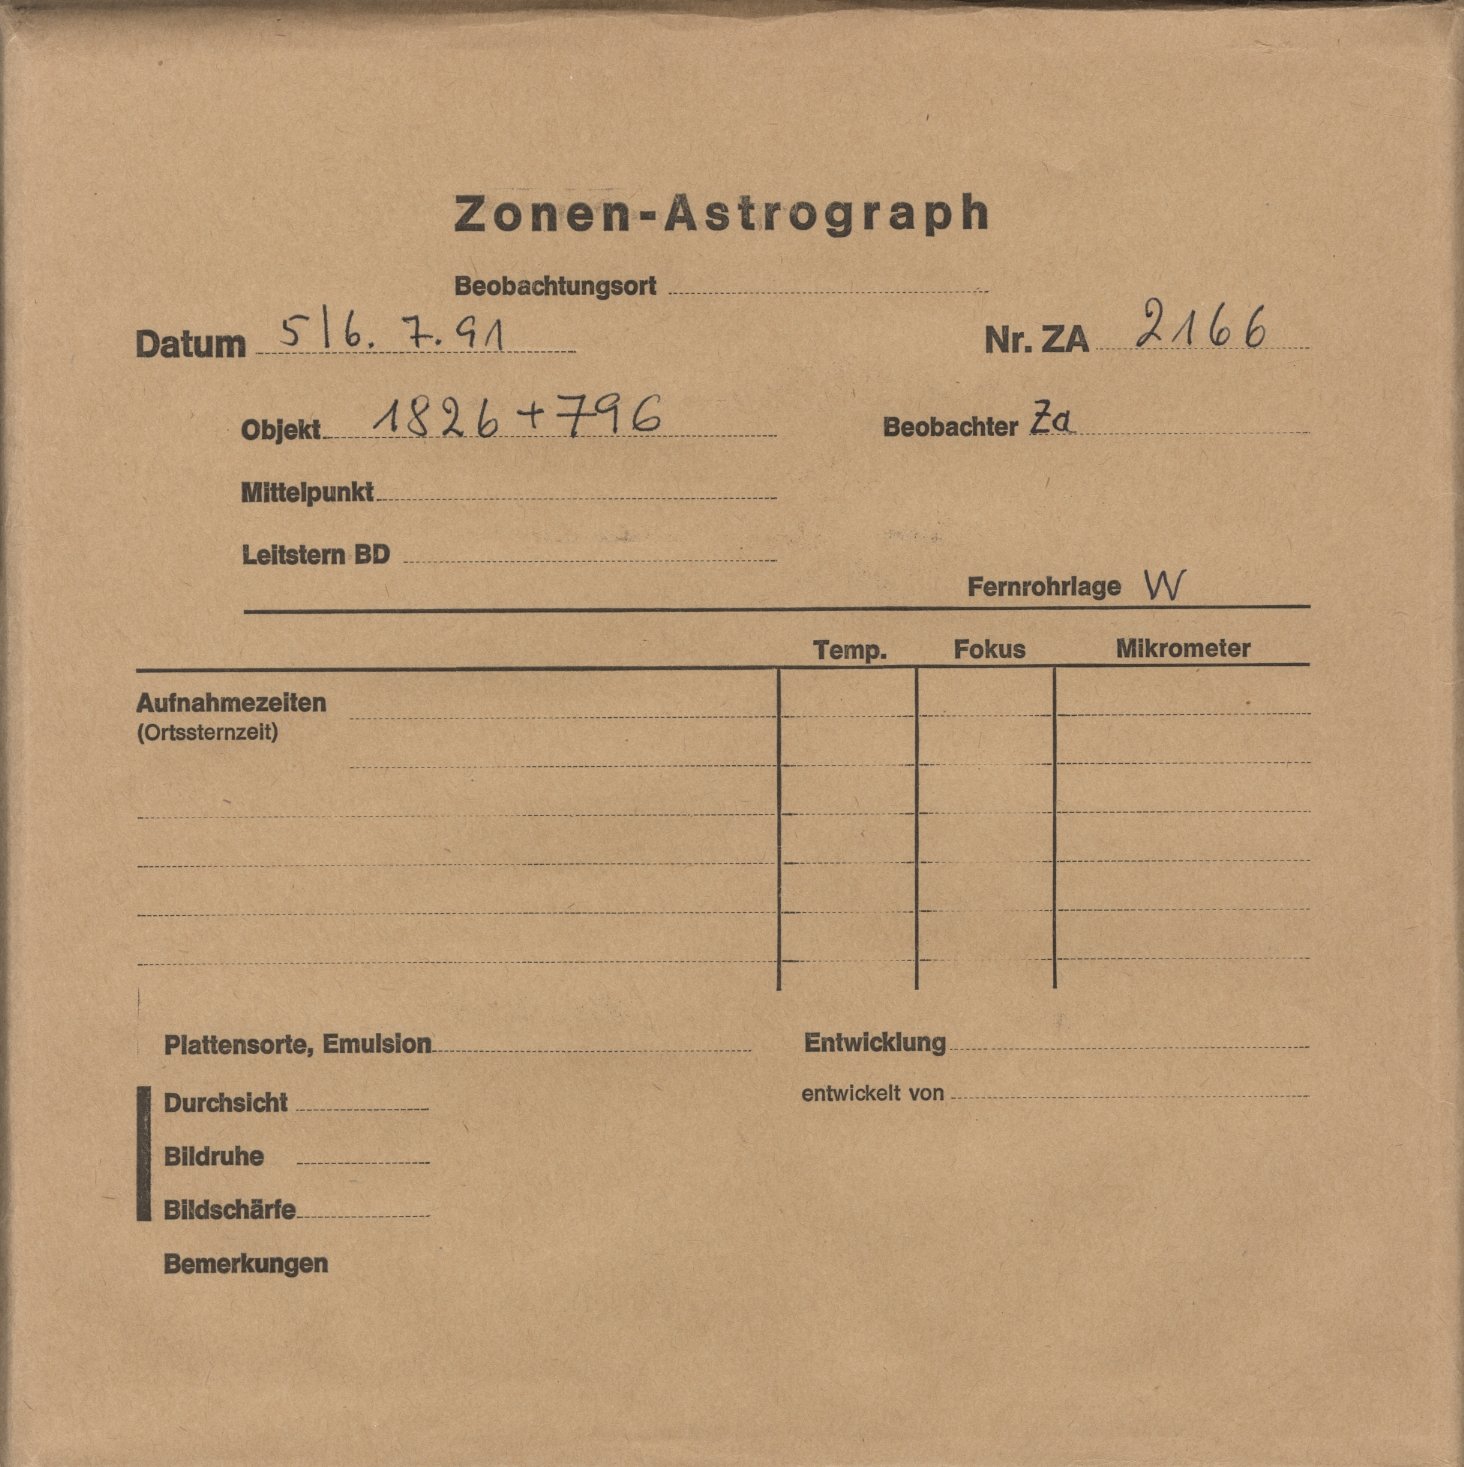 Zonen-Astrograph
Beobachtungsort
Datum 5|6. 7.91 Nr. ZA 2166
Objekt 1826+796 Beobachter Za
Mittelpunkt
Leitstern BD
Fernrohrlage W
Temp. Fokus Mikrometer
Aufnahmezeiten
(Ortssternzeit)
Plattensorte, Emulsion Entwicklung
Durchsicht entwickelt von
Bildruhe
Bildschärfe
Bemerkungen